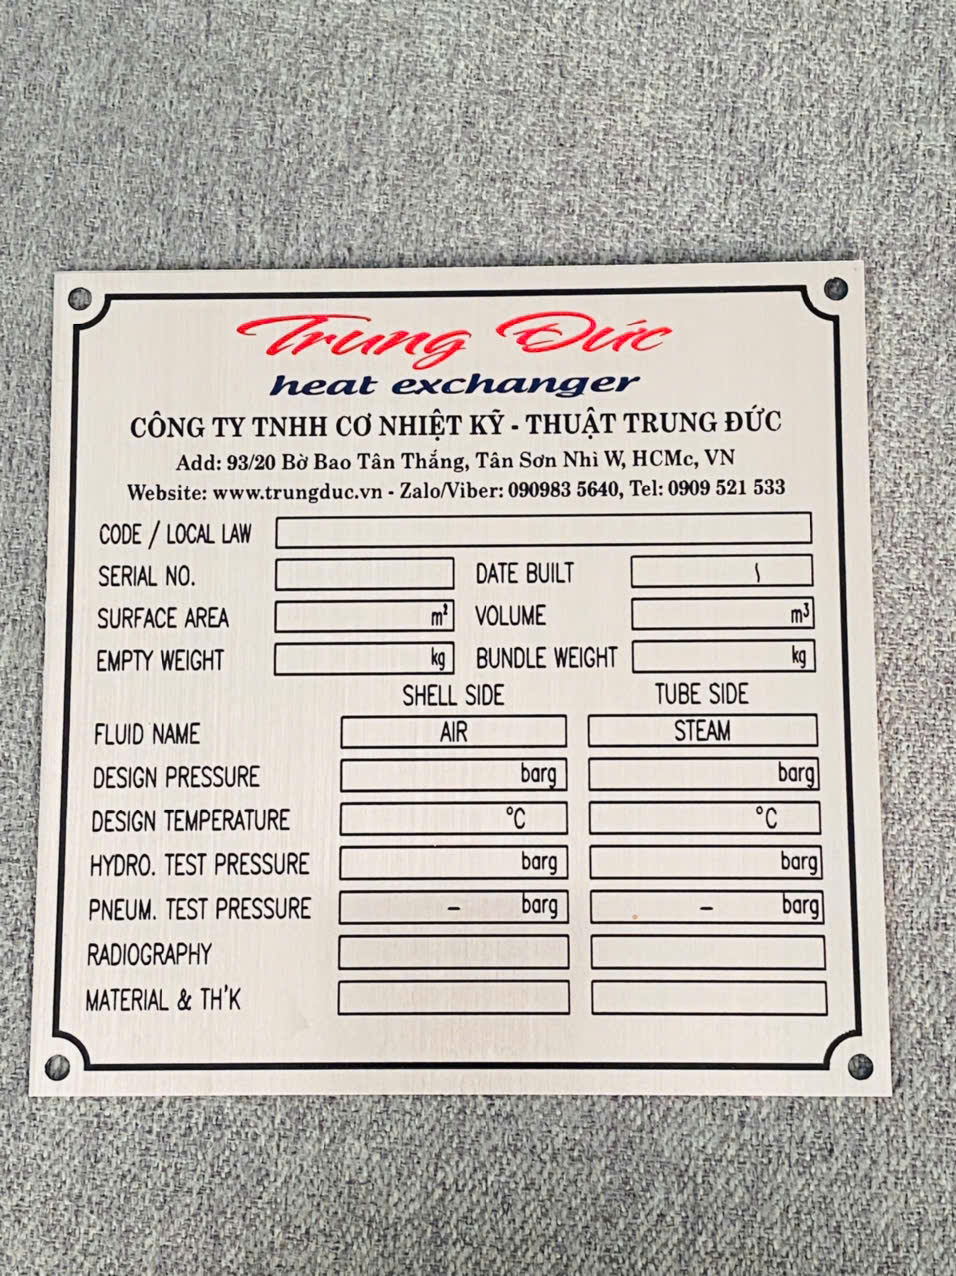 Trung Đức
heat exchanger
CÔNG TY TNHH CƠ NHIỆT KỸ - THUẬT TRUNG ĐỨC
Add: 93/20 Bờ Bao Tân Thắng, Tân Sơn Nhì W, HCMc, VN
Website: www.trungduc.vn - Zalo/Viber: 090983 5640, Tel: 0909 521 533
CODE / LOCAL LAW
SERIAL NO. DATE BUILT
SURFACE AREA m² VOLUME m³
EMPTY WEIGHT kg BUNDLE WEIGHT kg
SHELL SIDE TUBE SIDE
FLUID NAME AIR STEAM
DESIGN PRESSURE barg barg
DESIGN TEMPERATURE °C °C
HYDRO. TEST PRESSURE barg barg
PNEUM. TEST PRESSURE - barg - barg
RADIOGRAPHY
MATERIAL & TH'K